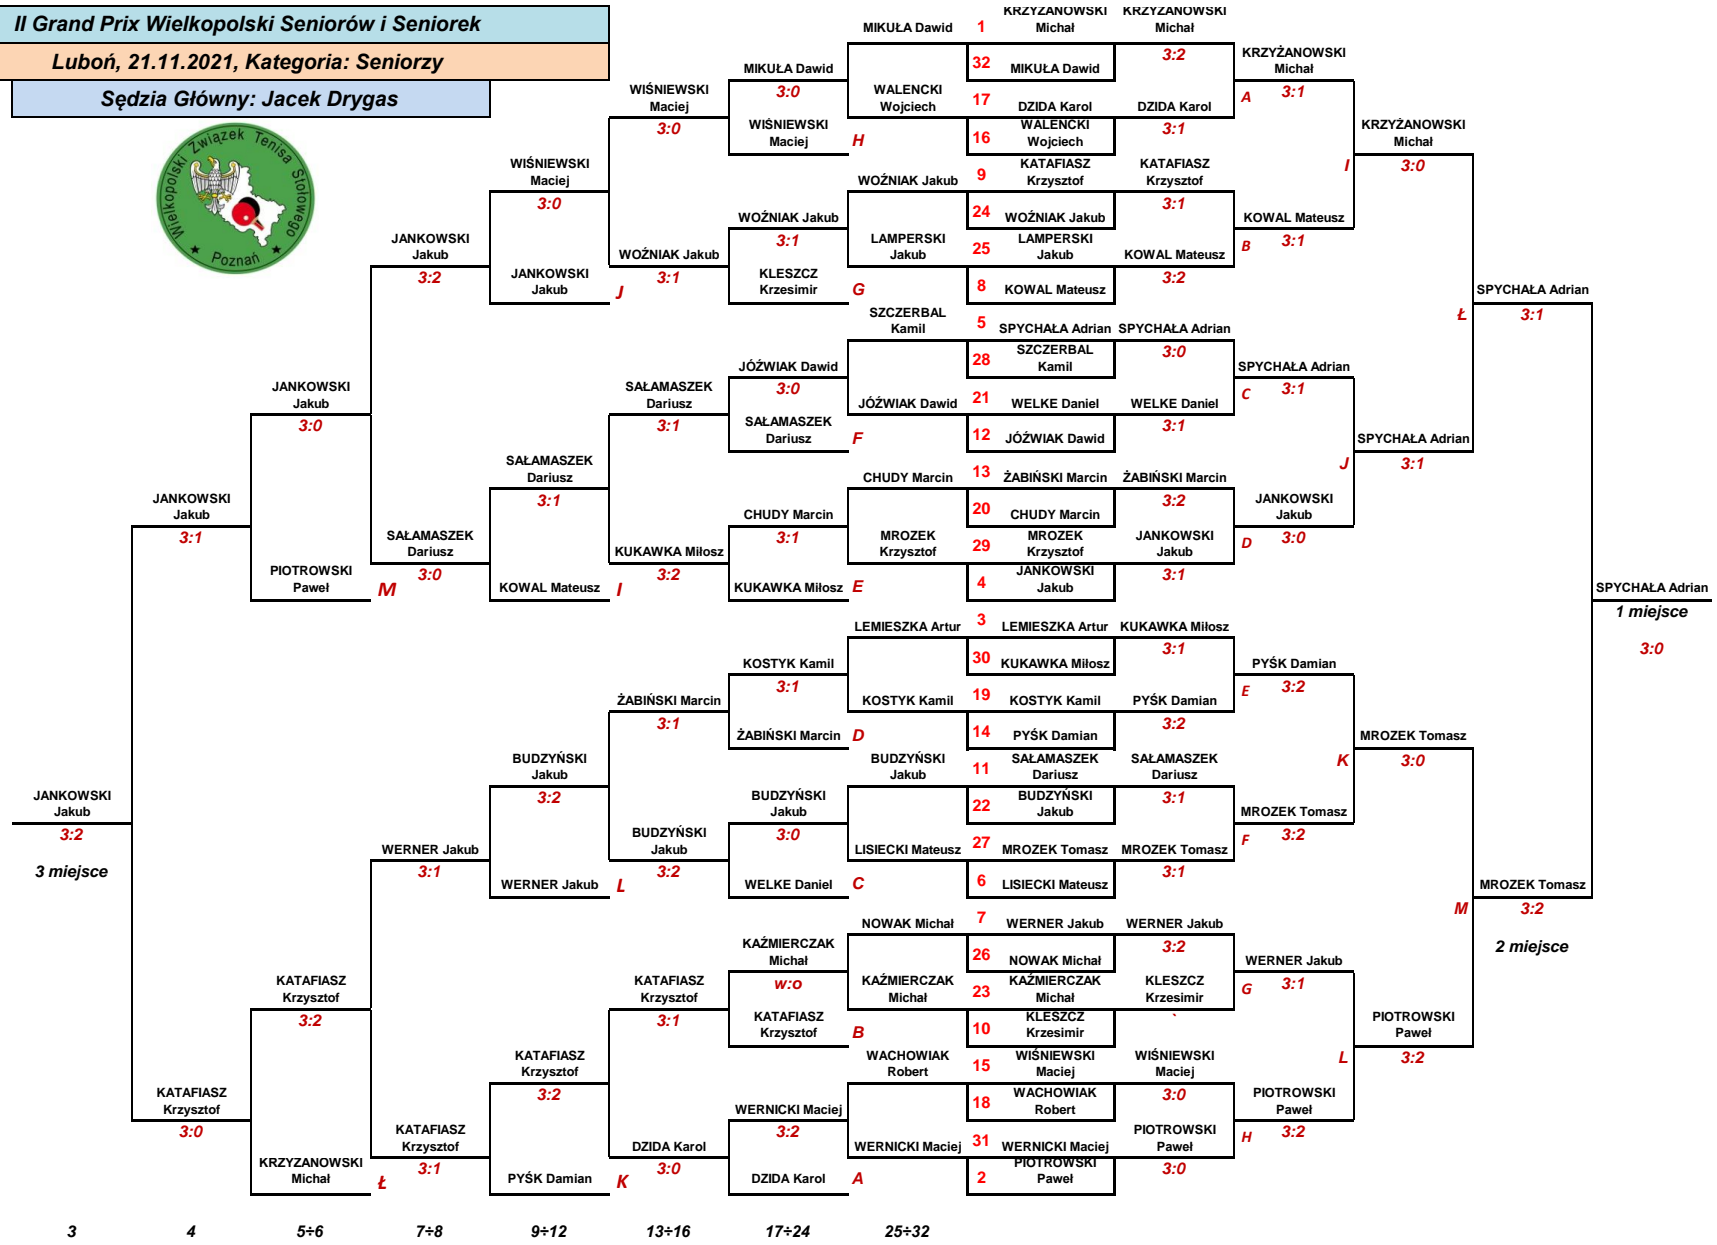 II Grand Prix Wielkopolski Seniorów i Seniorek
Luboń, 21.11.2021, Kategoria: Seniorzy
Sędzia Główny: Jacek Drygas
Wielkopolski Związek Tenisa Stołowego
★ Poznań ★
JANKOWSKI
Jakub
3:2
3 miejsce
JANKOWSKI
Jakub
3:1
KATAFIASZ
Krzysztof
3:0
JANKOWSKI
Jakub
3:0
PIOTROWSKI
Paweł
KATAFIASZ
Krzysztof
3:2
KRZYŻANOWSKI
Michał
JANKOWSKI
Jakub
3:2
SAŁAMASZEK
Dariusz
M
3:0
WERNER Jakub
3:1
KATAFIASZ
Krzysztof
Ł
3:1
WIŚNIEWSKI
Maciej
3:0
JANKOWSKI
Jakub
SAŁAMASZEK
Dariusz
3:1
KOWAL Mateusz
BUDZYŃSKI
Jakub
3:2
WERNER Jakub
KATAFIASZ
Krzysztof
3:2
PYŚK Damian
WIŚNIEWSKI
Maciej
3:0
WOŹNIAK Jakub
J
3:1
SAŁAMASZEK
Dariusz
3:1
KUKAWKA Miłosz
I
3:2
ŻABIŃSKI Marcin
3:1
BUDZYŃSKI
Jakub
L
3:2
KATAFIASZ
Krzysztof
3:1
DZIDA Karol
K
3:0
MIKUŁA Dawid
3:0
WIŚNIEWSKI
Maciej
WOŹNIAK Jakub
3:1
KLESZCZ
Krzesimir
JÓŹWIAK Dawid
3:0
SAŁAMASZEK
Dariusz
CHUDY Marcin
3:1
KUKAWKA Miłosz
KOSTYK Kamil
3:1
ŻABIŃSKI Marcin
BUDZYŃSKI
Jakub
3:0
WELKE Daniel
KAŹMIERCZAK
Michał
w:o
KATAFIASZ
Krzysztof
WERNICKI Maciej
3:2
DZIDA Karol
MIKUŁA Dawid
WALENCKI
Wojciech
H
WOŹNIAK Jakub
LAMPERSKI
Jakub
G
SZCZERBAL
Kamil
JÓŹWIAK Dawid
F
CHUDY Marcin
MROZEK
Krzysztof
E
LEMIESZKA Artur
KOSTYK Kamil
D
BUDZYŃSKI
Jakub
LISIECKI Mateusz
C
NOWAK Michał
KAŹMIERCZAK
Michał
B
WACHOWIAK
Robert
WERNICKI Maciej
A
1 KRZYŻANOWSKI
Michał
32 MIKUŁA Dawid
17 DZIDA Karol
16 WALENCKI
Wojciech
9 KATAFIASZ
Krzysztof
24 WOŹNIAK Jakub
25 LAMPERSKI
Jakub
8 KOWAL Mateusz
5 SPYCHAŁA Adrian
28 SZCZERBAL
Kamil
21 WELKE Daniel
12 JÓŹWIAK Dawid
13 ŻABIŃSKI Marcin
20 CHUDY Marcin
29 MROZEK
Krzysztof
4 JANKOWSKI
Jakub
3 LEMIESZKA Artur
30 KUKAWKA Miłosz
19 KOSTYK Kamil
14 PYŚK Damian
11 SAŁAMASZEK
Dariusz
22 BUDZYŃSKI
Jakub
27 MROZEK Tomasz
6 LISIECKI Mateusz
7 WERNER Jakub
26 NOWAK Michał
23 KAŹMIERCZAK
Michał
10 KLESZCZ
Krzesimir
15 WIŚNIEWSKI
Maciej
18 WACHOWIAK
Robert
31 WERNICKI Maciej
2 PIOTROWSKI
Paweł
KRZYŻANOWSKI
Michał
3:2
DZIDA Karol
3:1
KATAFIASZ
Krzysztof
3:1
KOWAL Mateusz
3:2
SPYCHAŁA Adrian
3:0
WELKE Daniel
3:1
ŻABIŃSKI Marcin
3:2
JANKOWSKI
Jakub
3:1
KUKAWKA Miłosz
3:1
PYŚK Damian
3:2
SAŁAMASZEK
Dariusz
3:1
MROZEK Tomasz
3:1
WERNER Jakub
3:2
KLESZCZ
Krzesimir
`
WIŚNIEWSKI
Maciej
3:0
PIOTROWSKI
Paweł
3:0
KRZYŻANOWSKI
Michał
A 3:1
KOWAL Mateusz
B 3:1
SPYCHAŁA Adrian
C 3:1
JANKOWSKI
Jakub
D 3:0
PYŚK Damian
E 3:2
MROZEK Tomasz
F 3:2
WERNER Jakub
G 3:1
PIOTROWSKI
Paweł
H 3:2
KRZYŻANOWSKI
Michał
I 3:0
SPYCHAŁA Adrian
J 3:1
MROZEK Tomasz
K 3:0
PIOTROWSKI
Paweł
L 3:2
SPYCHAŁA Adrian
Ł 3:1
MROZEK Tomasz
M 3:2
2 miejsce
SPYCHAŁA Adrian
1 miejsce
3:0
3 4 5÷6 7÷8 9÷12 13÷16 17÷24 25÷32